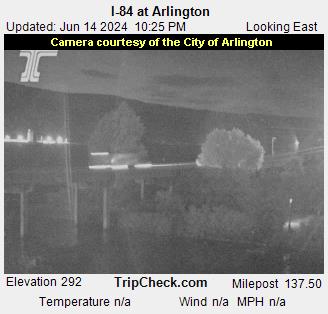 I-84 at Arlington
Updated: Jun 14 2024 10:25 PM Looking East
Camera courtesy of the City of Arlington
Elevation 292 TripCheck.com Milepost 137.50
Temperature n/a Wind n/a MPH n/a